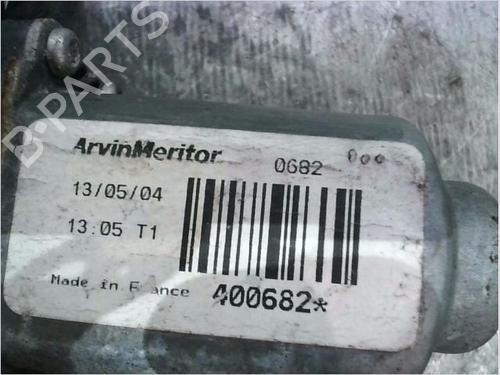 B-PARTS
ArvinMeritor 0682
13/05/04
13:05 T1
Made in France 400682*